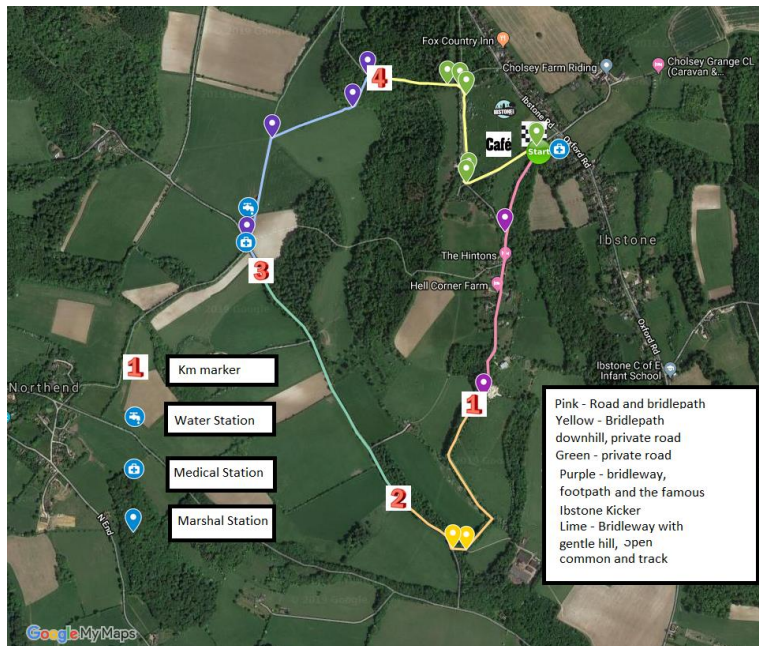 Fox Country Inn
Cholsey Farm Riding
Cholsey Grange CL
(Caravan &...
4
IBSTONE
Ibstone Rd
Café
Start
Oxford Rd
Ibstone
The Hintons
Hell Corner Farm
3
Oxford Rd
Ibstone C of E
Infant School
Northend
1
Km marker
Water Station
Medical Station
Marshal Station
N End
1
2
Pink - Road and bridlepath
Yellow - Bridlepath
downhill, private road
Green - private road
Purple - bridleway,
footpath and the famous
Ibstone Kicker
Lime - Bridleway with
gentle hill, open
common and track
Google My Maps